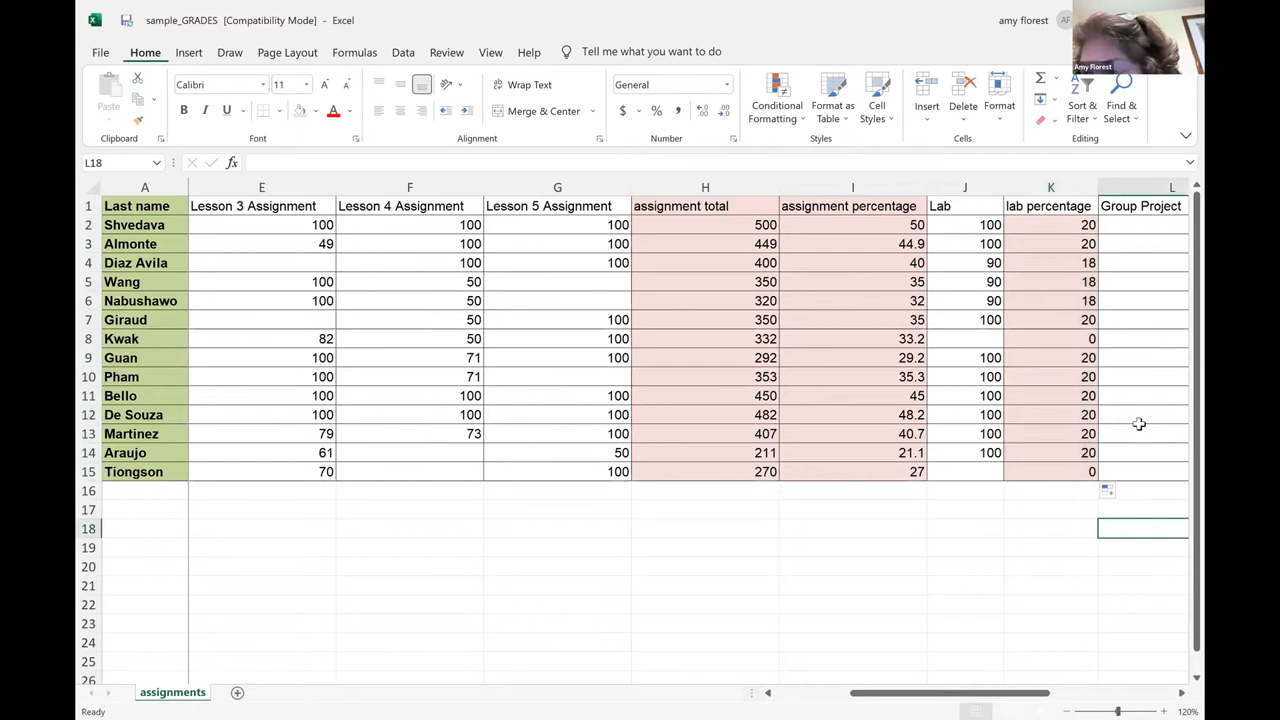 sample_GRADES [Compatibility Mode] - Excel
amy florest
AF
Amy Florest
File Home Insert Draw Page Layout Formulas Data Review View Help Tell me what you want to do
Paste
Clipboard
Calibri 11
B I U A
Font
Wrap Text
Merge & Center
Alignment
General
$ % ,
Number
Conditional Formatting
Format as Table
Cell Styles
Styles
Insert
Delete
Format
Cells
Sort & Filter
Find & Select
Editing
L18 fx
A E F G H I J K L
1 Last name Lesson 3 Assignment Lesson 4 Assignment Lesson 5 Assignment assignment total assignment percentage Lab lab percentage Group Project
2 Shvedava 100 100 100 500 50 100 20
3 Almonte 49 100 100 449 44.9 100 20
4 Diaz Avila 100 100 400 40 90 18
5 Wang 100 50 350 35 90 18
6 Nabushawo 100 50 320 32 90 18
7 Giraud 50 100 350 35 100 20
8 Kwak 82 50 100 332 33.2 0
9 Guan 100 71 100 292 29.2 100 20
10 Pham 100 71 353 35.3 100 20
11 Bello 100 100 100 450 45 100 20
12 De Souza 100 100 100 482 48.2 100 20
13 Martinez 79 73 100 407 40.7 100 20
14 Araujo 61 50 211 21.1 100 20
15 Tiongson 70 100 270 27 0
16
17
18
19
20
21
22
23
24
25
26
assignments
Ready
120%